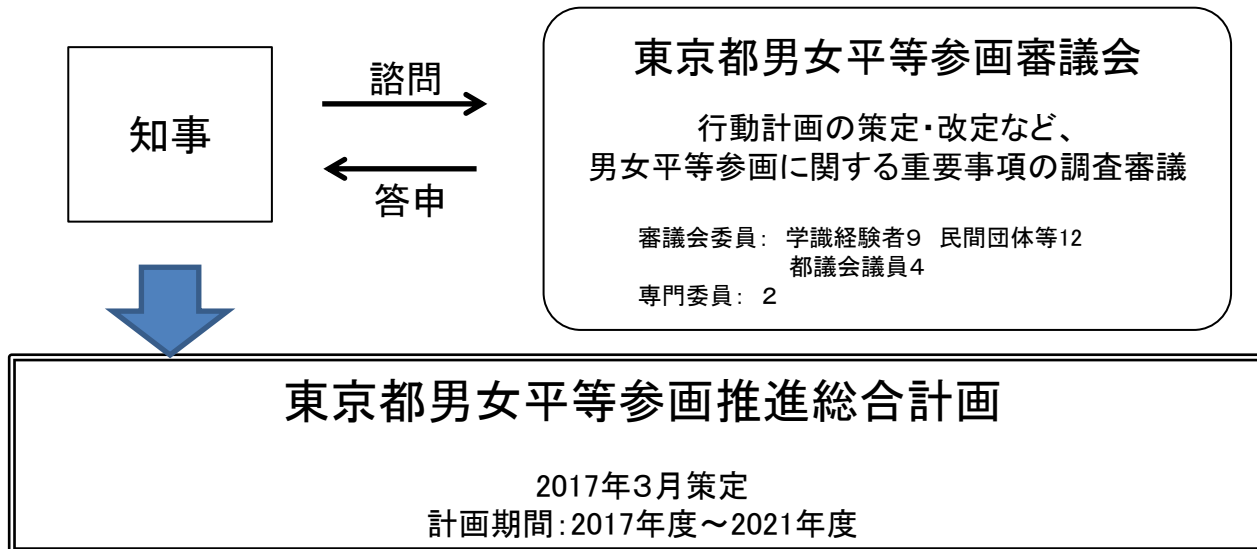 知事
諮問
答申
東京都男女平等参画審議会
行動計画の策定・改定など、
男女平等参画に関する重要事項の調査審議
審議会委員： 学識経験者９ 民間団体等12
都議会議員４
専門委員： ２
東京都男女平等参画推進総合計画
2017年３月策定
計画期間：2017年度～2021年度